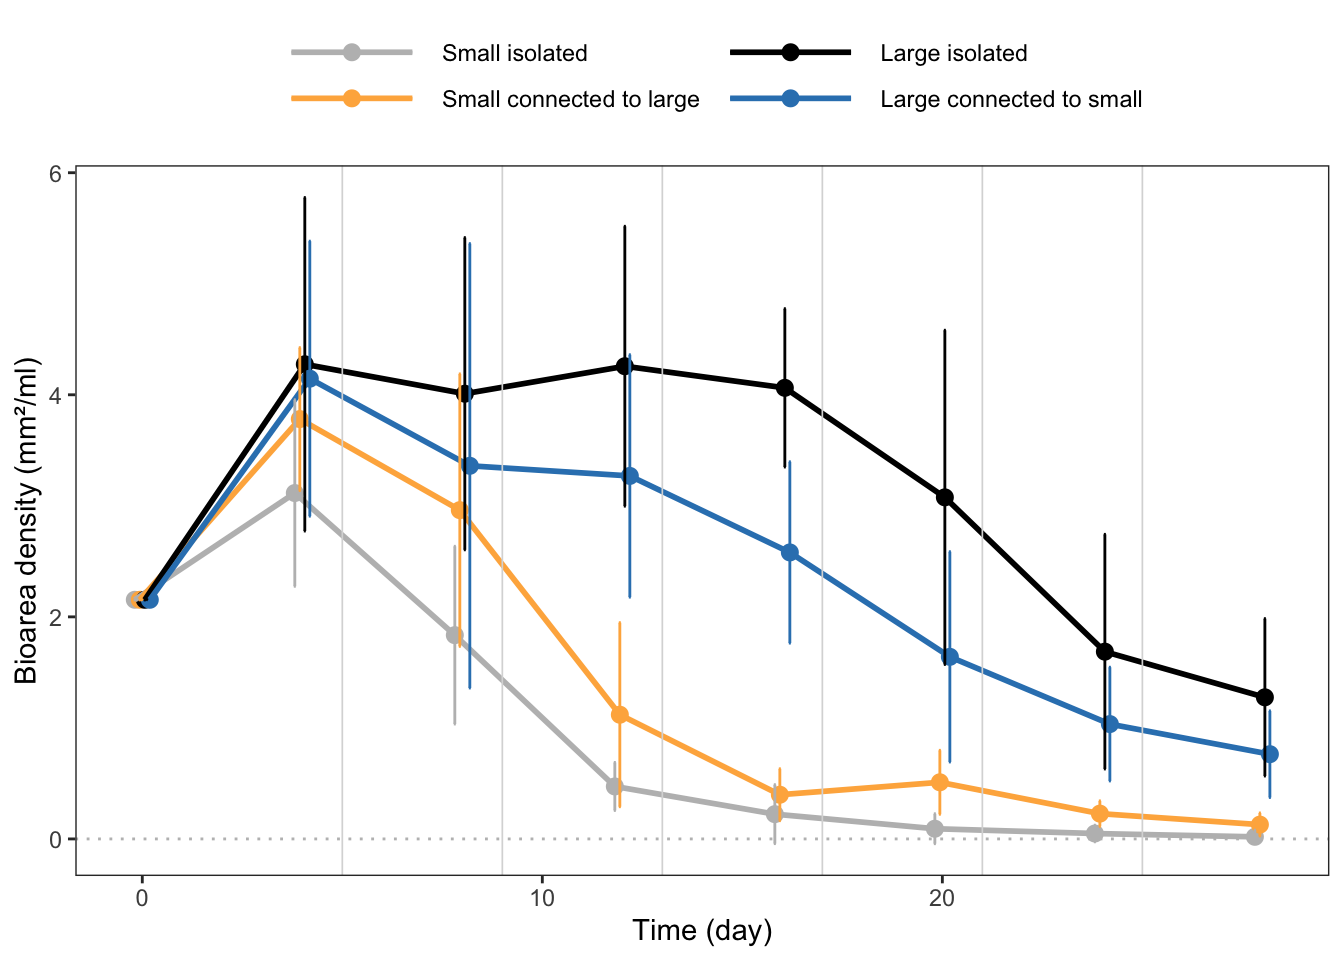 Small isolated
Large isolated
Small connected to large
Large connected to small
6
4
2
0
Bioarea density (mm²/ml)
0
10
20
Time (day)